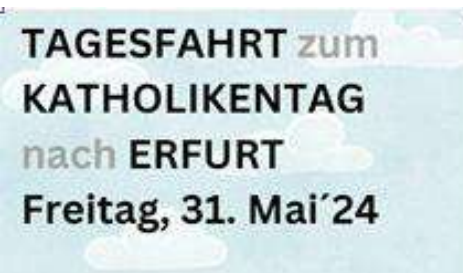 TAGESFAHRT zum
KATHOLIKENTAG
nach ERFURT
Freitag, 31. Mai´24